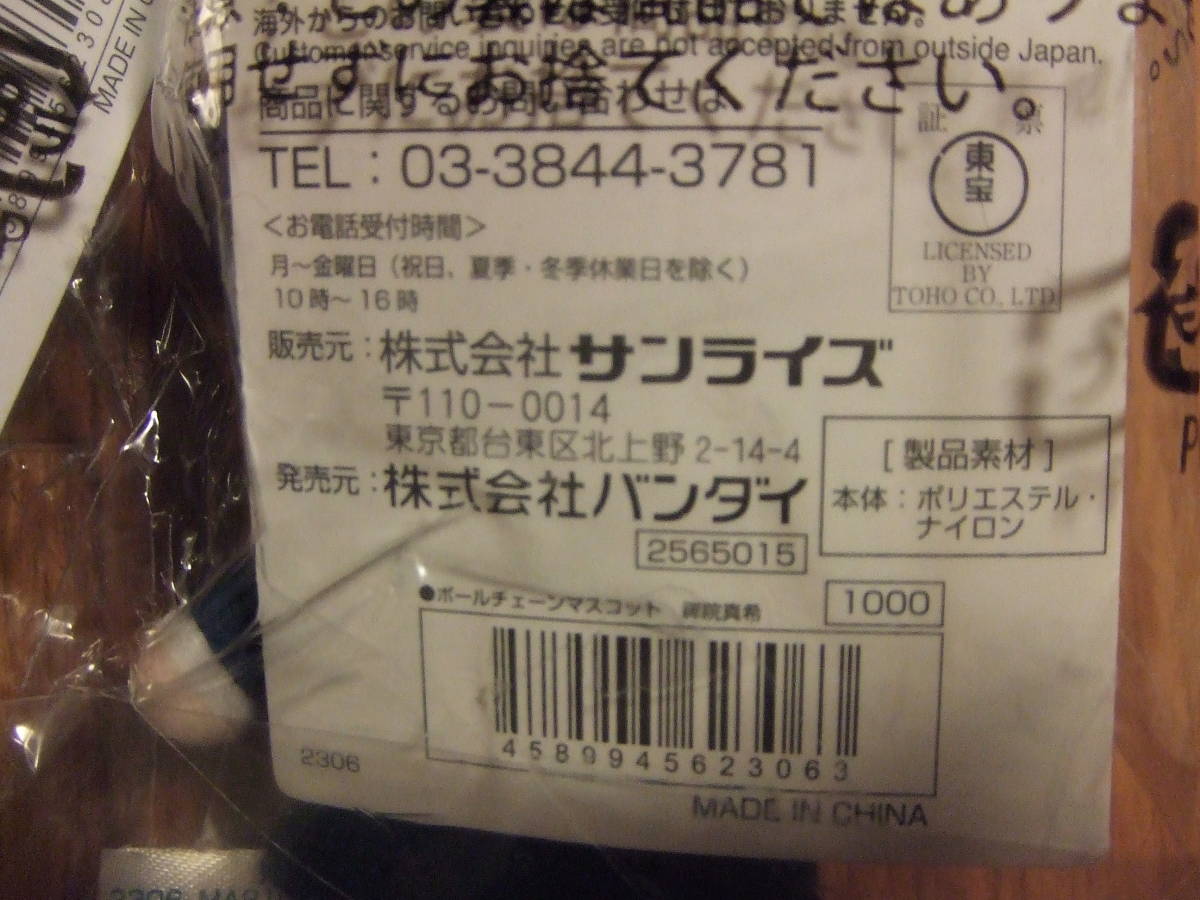 海外からのお問い合わせは受け付けておりません。
Customer service inquiries are not accepted from outside Japan.
せずにお捨てください。
商品に関するお問い合わせは
TEL : 03-3844-3781
<お電話受付時間>
月～金曜日（祝日、夏季・冬季休業日を除く）
10時～16時
証 票
東宝
LICENSED
BY
TOHO CO., LTD.
販売元 : 株式会社 サンライズ
〒110-0014
東京都台東区北上野 2-14-4
発売元 : 株式会社バンダイ
2565015
[ 製品素材 ]
本体 : ポリエステル・
ナイロン
●ボールチェーンマスコット 禪院真希
1000
4589945623063
2306
MADE IN CHINA
MADE IN C
2306